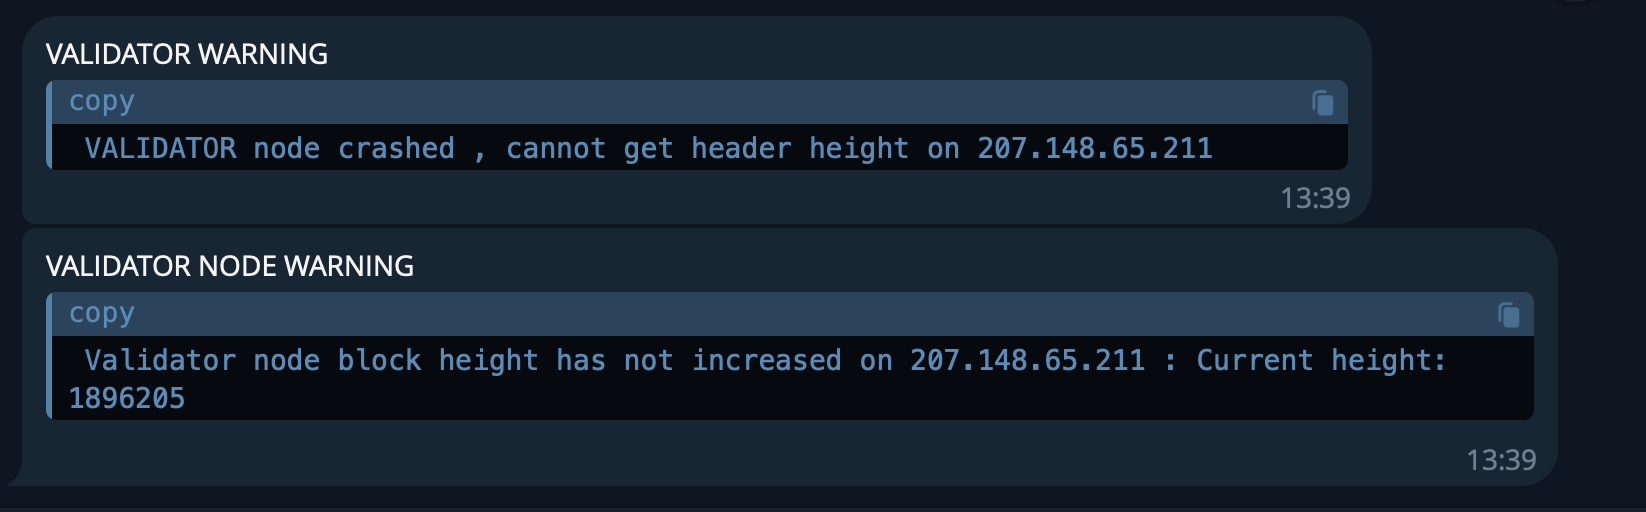 VALIDATOR WARNING
copy
VALIDATOR node crashed , cannot get header height on 207.148.65.211
13:39
VALIDATOR NODE WARNING
copy
Validator node block height has not increased on 207.148.65.211 : Current height:
1896205
13:39